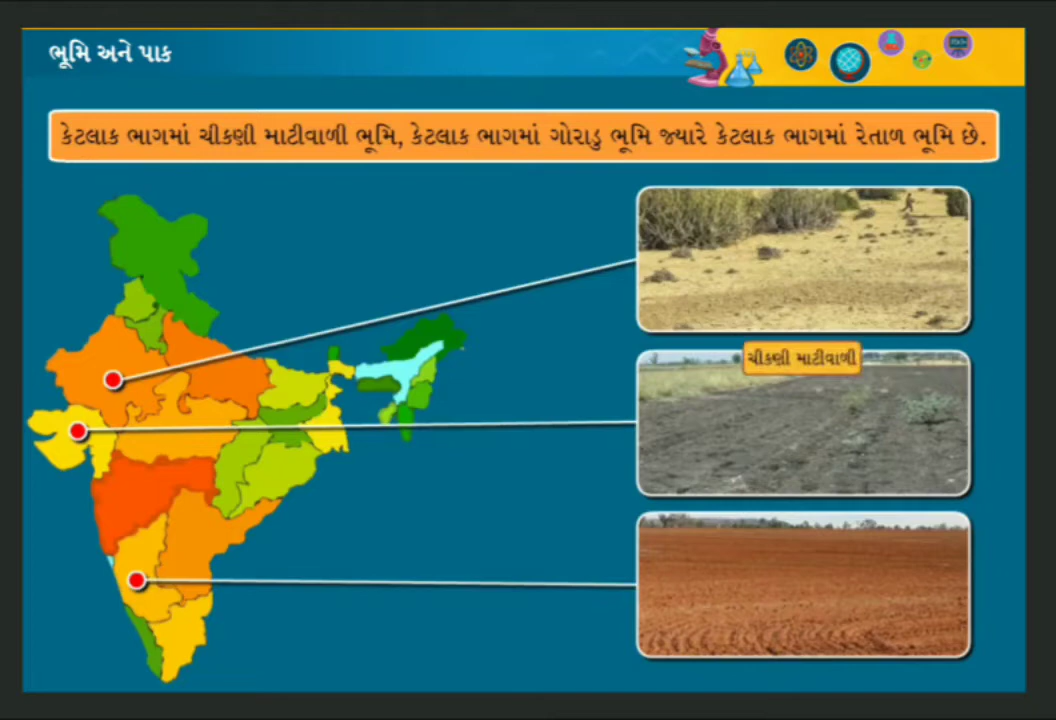 ભૂમિ અને પાક
કેટલાક ભાગમાં ચીકણી માટીવાળી ભૂમિ, કેટલાક ભાગમાં ગોરાડુ ભૂમિ જ્યારે કેટલાક ભાગમાં રેતાળ ભૂમિ છે.
ચીકણી માટીવાળી